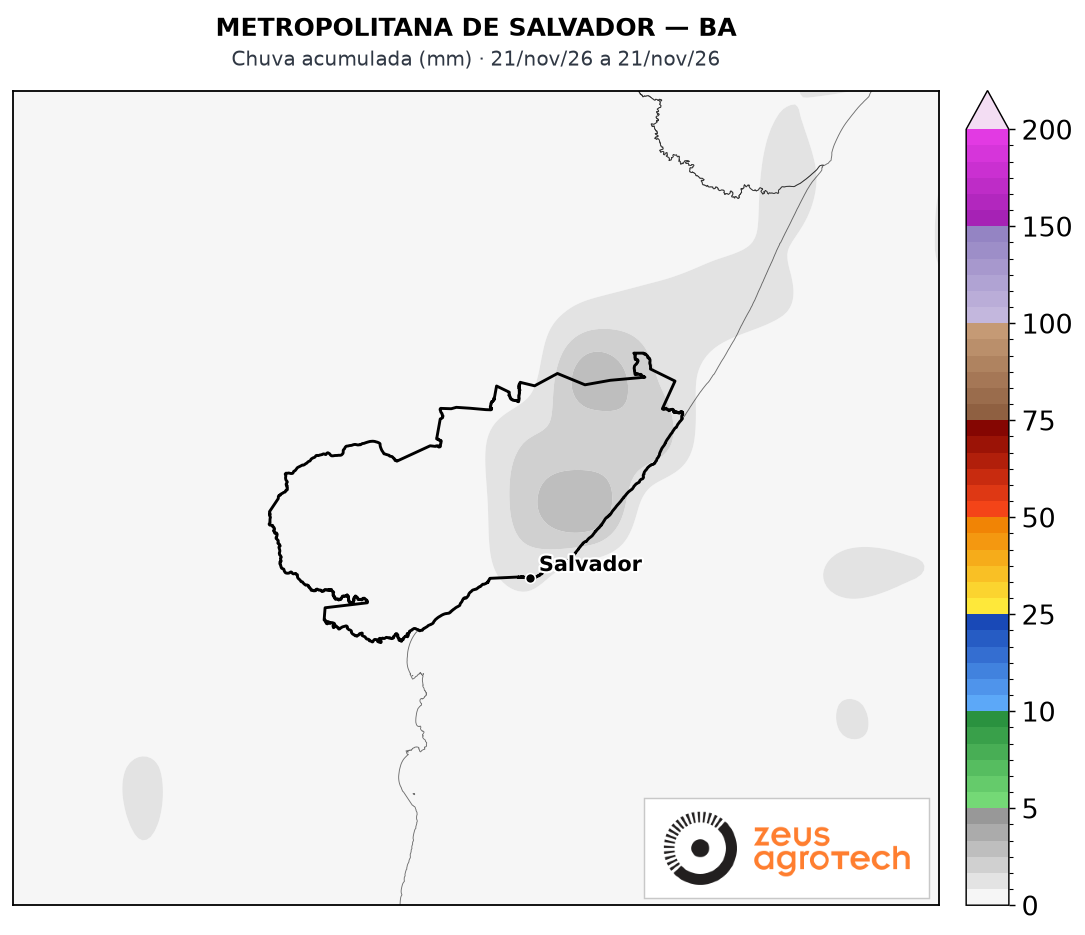 METROPOLITANA DE SALVADOR — BA
Chuva acumulada (mm) · 21/nov/26 a 21/nov/26
200
150
100
75
50
25
10
5
0
Salvador
zeus
agrotech